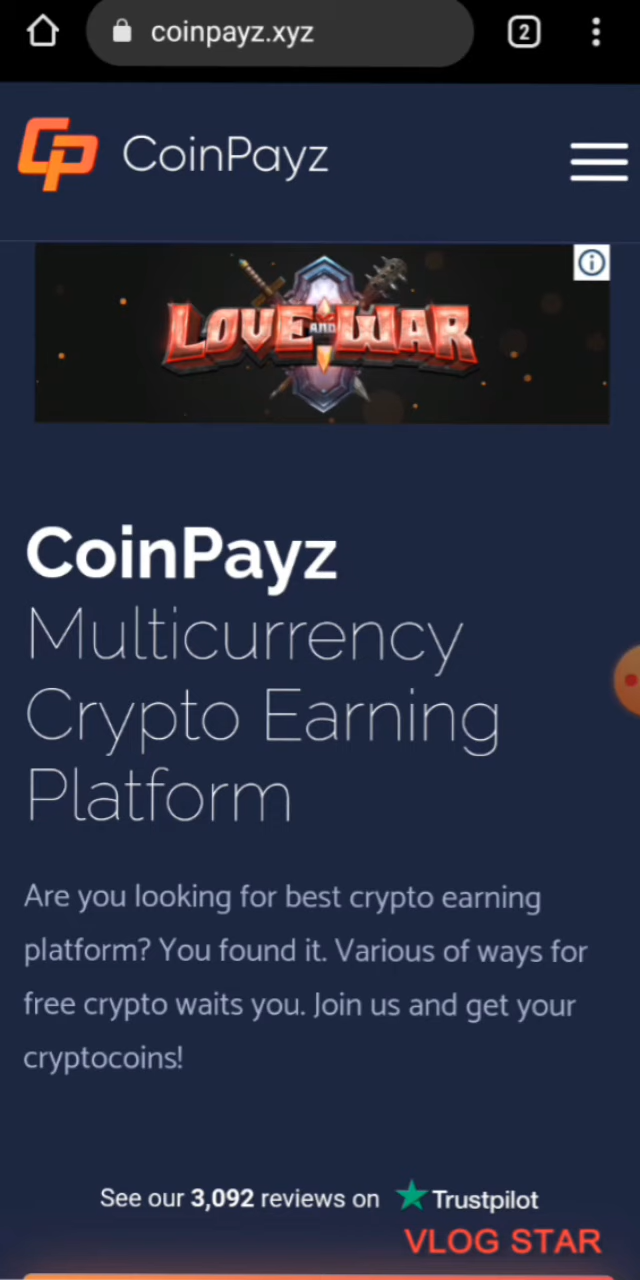 coinpayz.xyz
2
CoinPayz
LOVE AND WAR
CoinPayz
Multicurrency
Crypto Earning
Platform
Are you looking for best crypto earning
platform? You found it. Various of ways for
free crypto waits you. Join us and get your
cryptocoins!
See our 3,092 reviews on Trustpilot
VLOG STAR